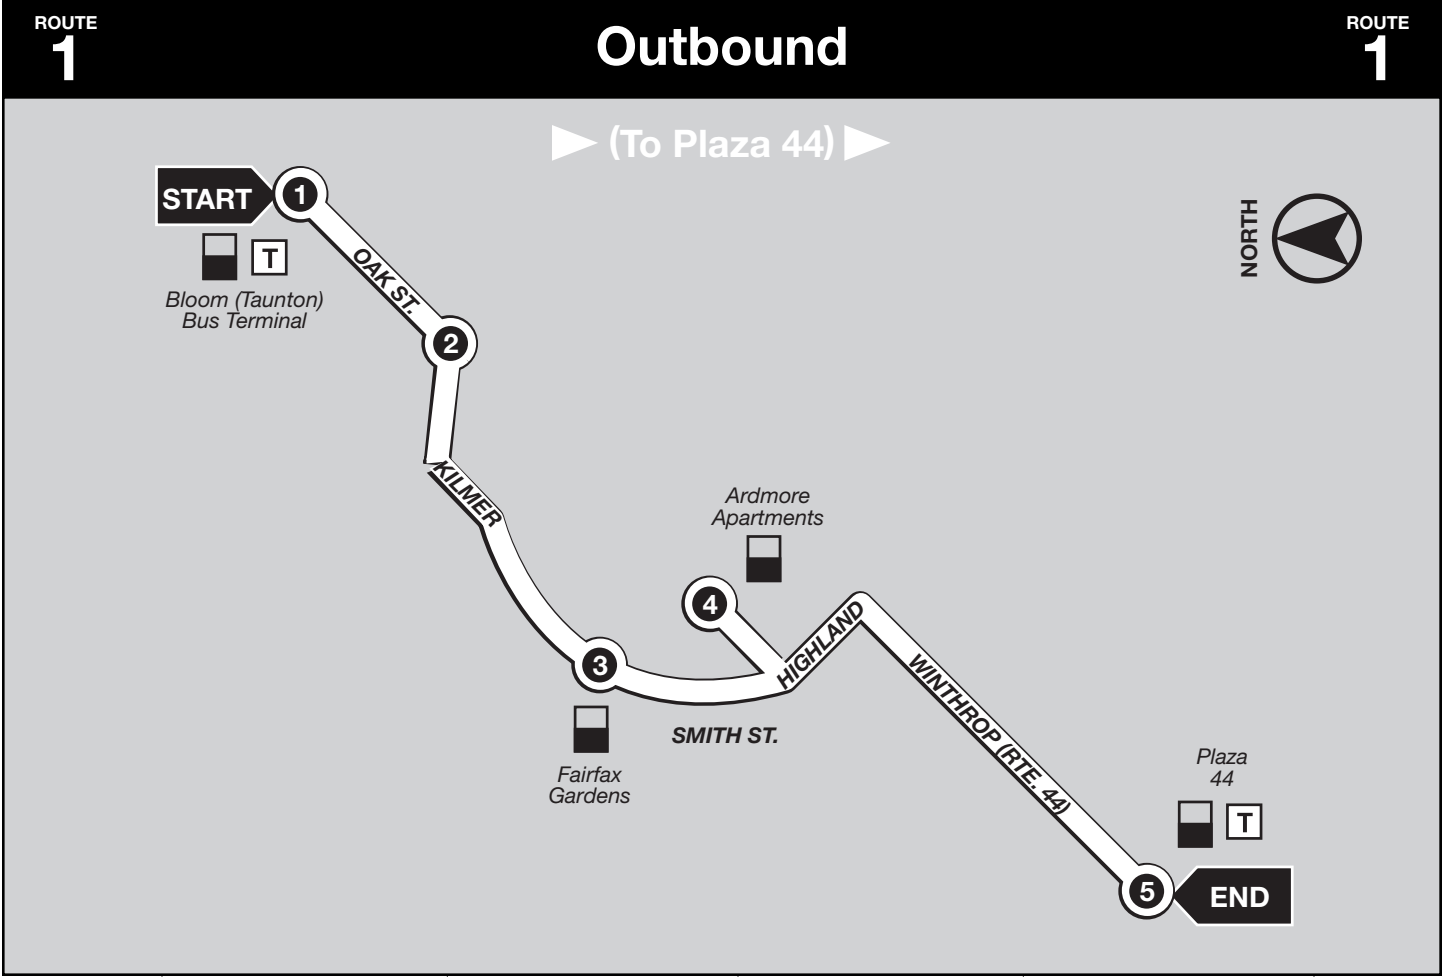 ROUTE
1
Outbound
ROUTE
1
(To Plaza 44)
START
1
T
Bloom (Taunton)
Bus Terminal
OAK ST.
NORTH
2
KILMER
Ardmore
Apartments
4
HIGHLAND
3
SMITH ST.
Fairfax
Gardens
WINTHROP (RTE. 44)
Plaza
44
T
5
END